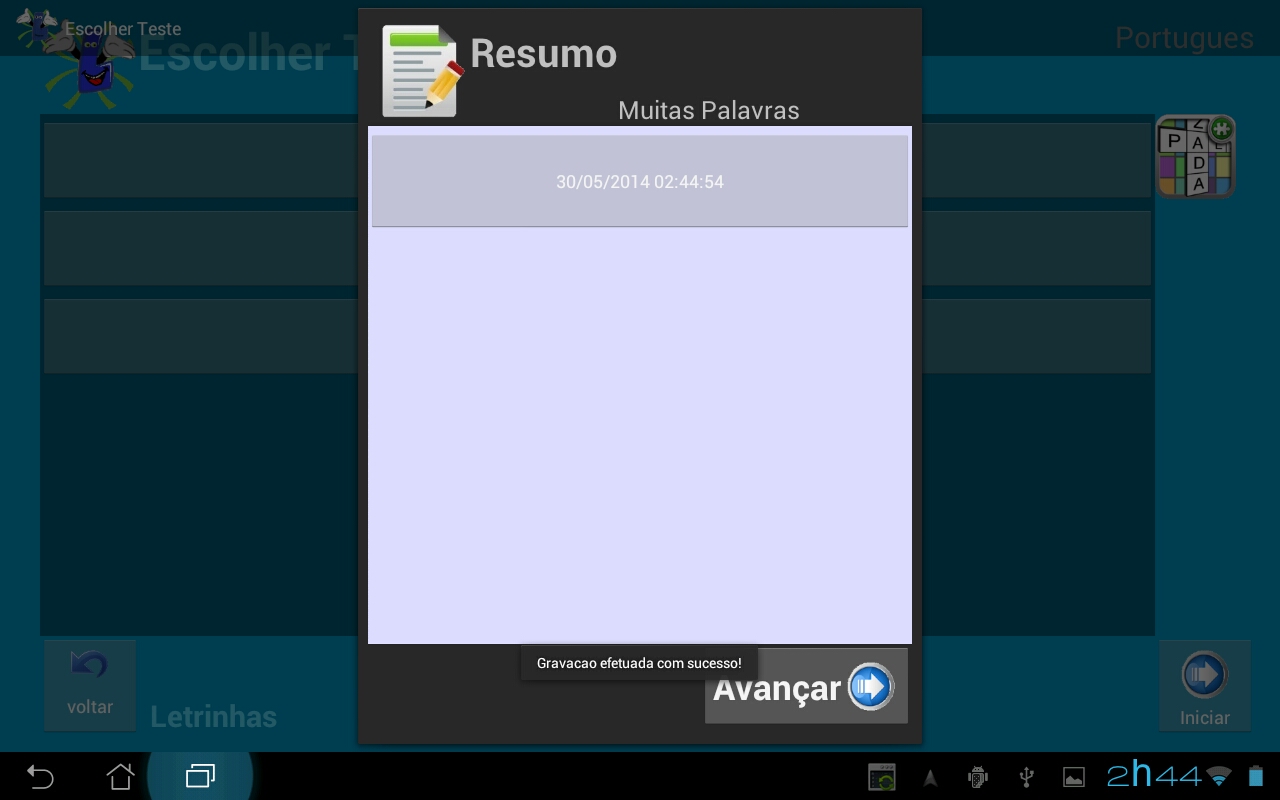 Escolher Teste
Escolher T
Portugues
Resumo
Muitas Palavras
30/05/2014 02:44:54
Gravacao efetuada com sucesso!
Avançar
voltar
Letrinhas
Iniciar
2h44